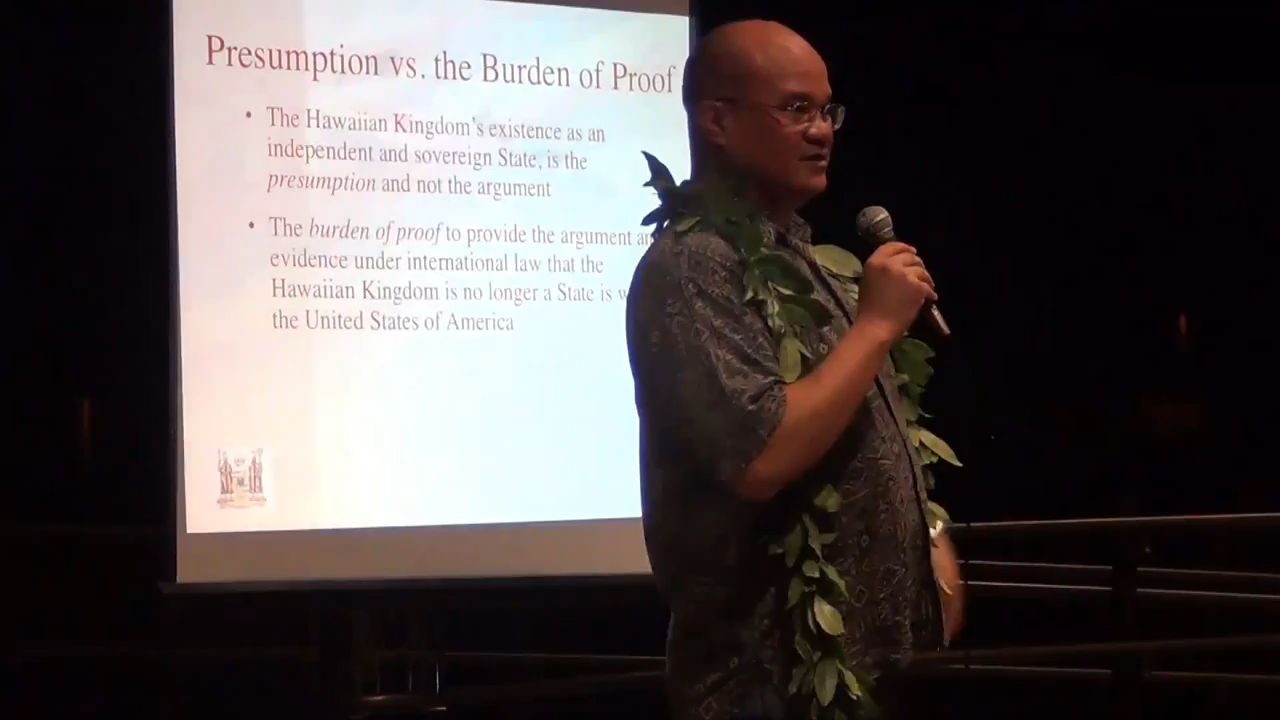 Presumption vs. the Burden of Proof
• The Hawaiian Kingdom's existence as an
independent and sovereign State, is the
presumption and not the argument
• The burden of proof to provide the argument
evidence under international law that the
Hawaiian Kingdom is no longer a State is
the United States of America